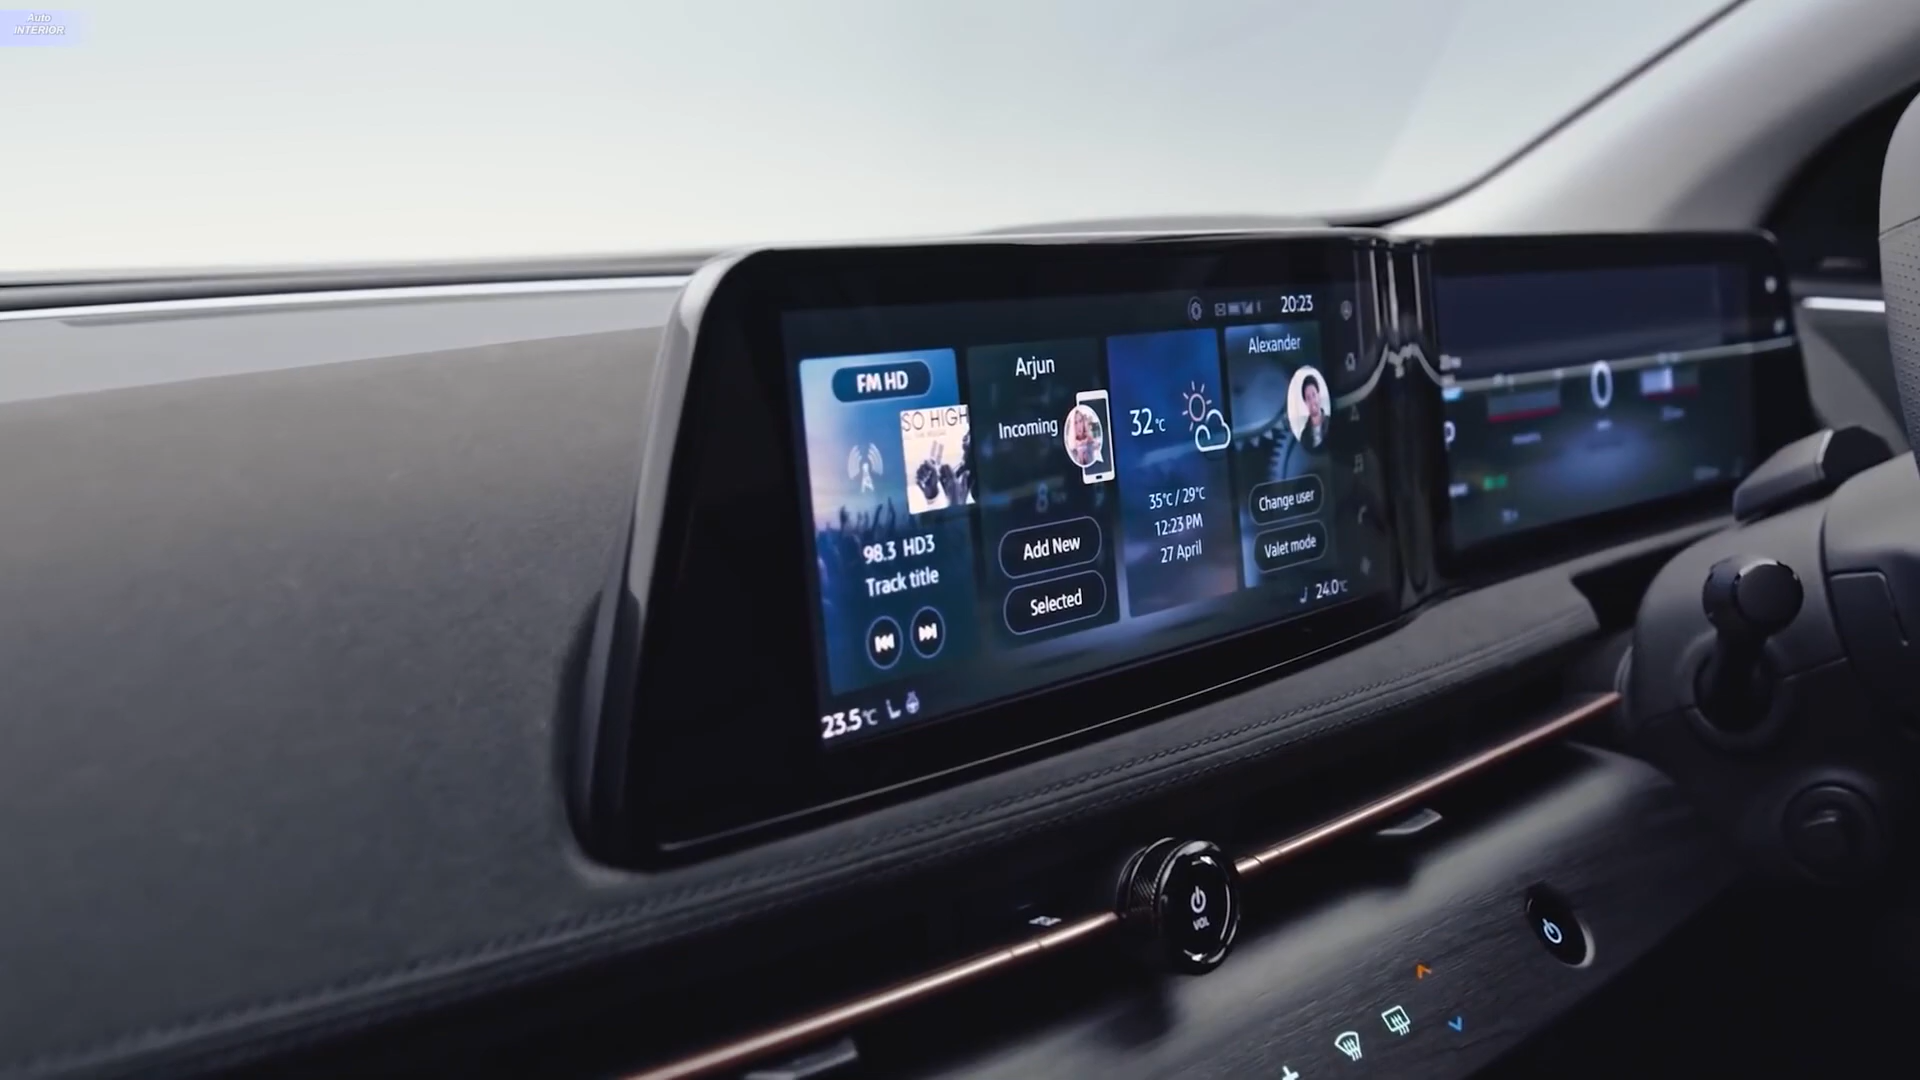 Auto
INTERIOR
20:23
FM HD
SO HIGH
98.3 HD3
Track title
23.5°C
Arjun
Incoming
Add New
Selected
32°C
35°C / 29°C
12:23 PM
27 April
Alexander
Change user
Valet mode
24.0°C
0
P
VOL